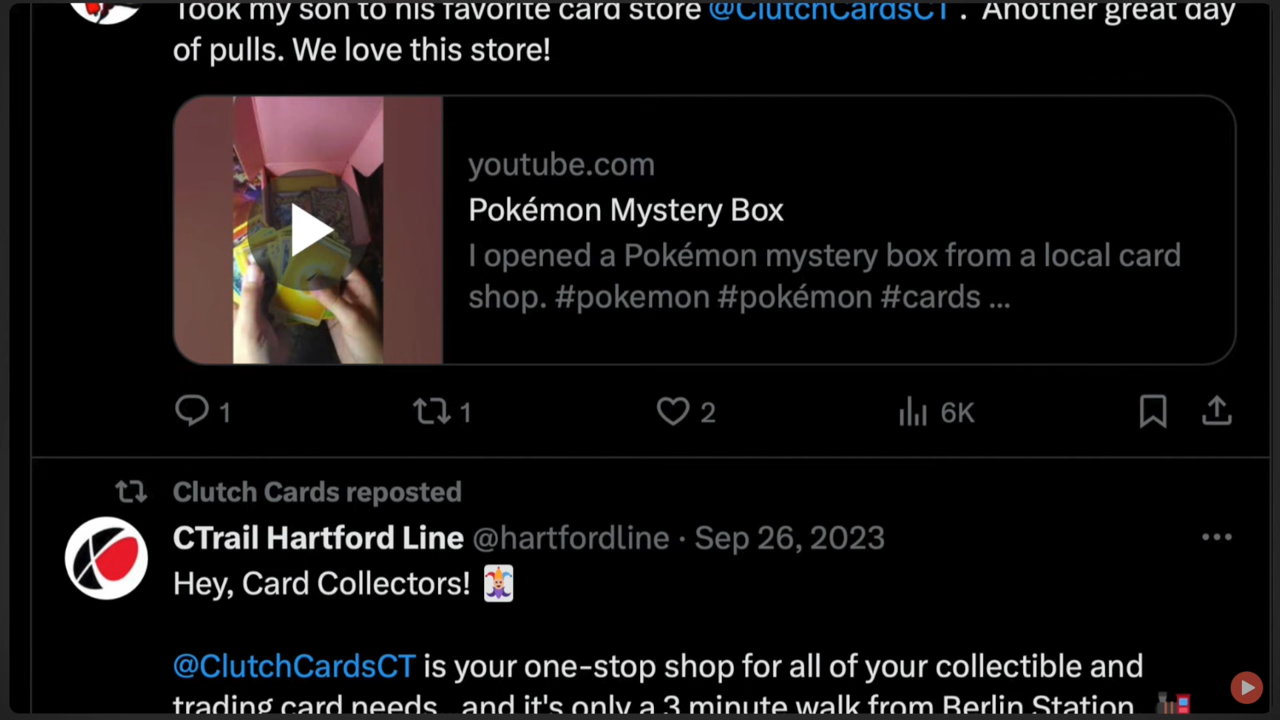 Took my son to his favorite card store @ClutchCardsCT . Another great day
of pulls. We love this store!
youtube.com
Pokémon Mystery Box
I opened a Pokémon mystery box from a local card
shop. #pokemon #pokémon #cards ...
1 1 2 6K
Clutch Cards reposted
CTrail Hartford Line @hartfordline · Sep 26, 2023
Hey, Card Collectors! 🃏
@ClutchCardsCT is your one-stop shop for all of your collectible and
trading card needs.. and it's only a 3 minute walk from Berlin Station